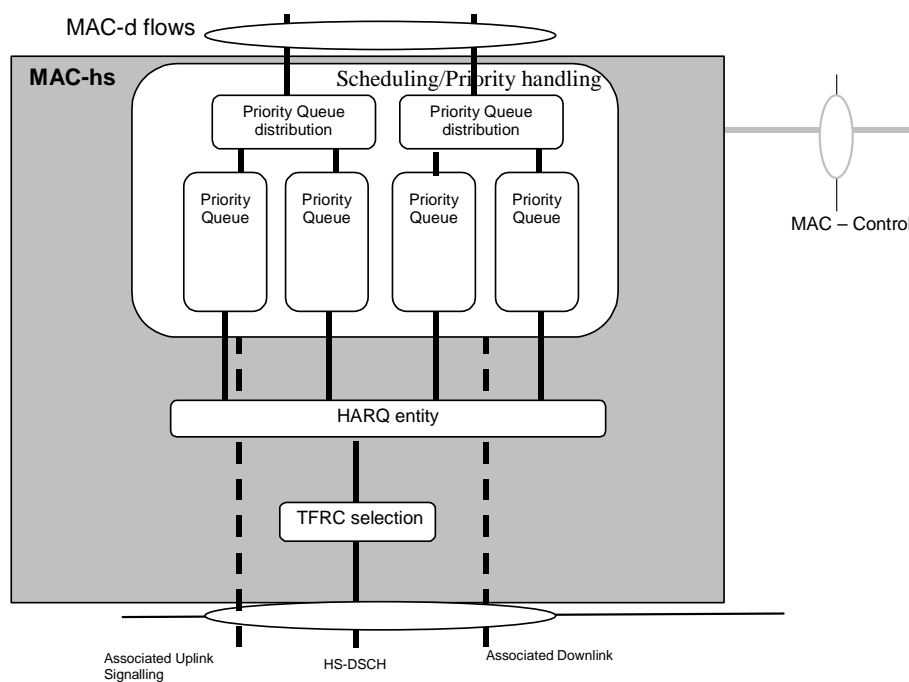 MAC-d flows
MAC-hs
Scheduling/Priority handling
Priority Queue
distribution
Priority Queue
distribution
Priority
Queue
Priority
Queue
Priority
Queue
Priority
Queue
MAC – Control
HARQ entity
TFRC selection
Associated Uplink
Signalling
HS-DSCH
Associated Downlink